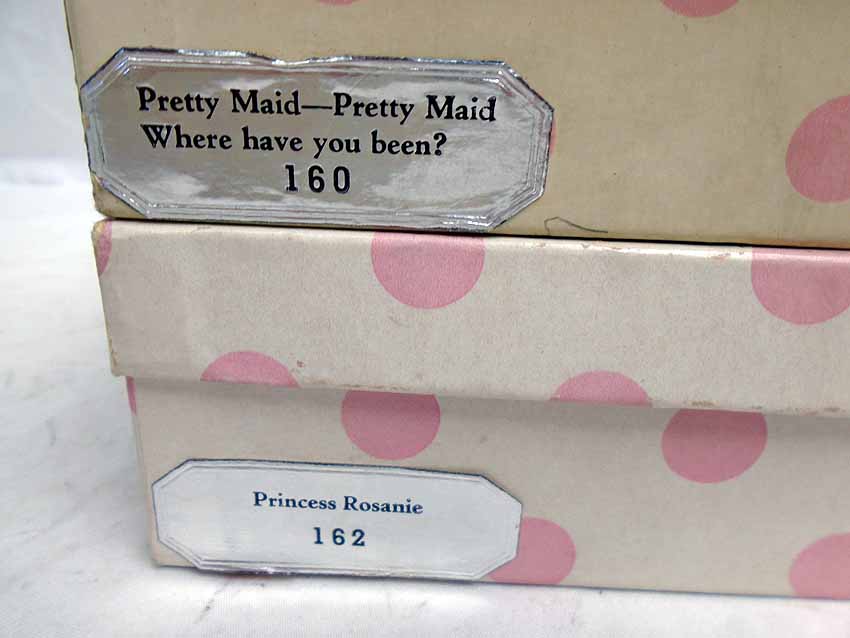 Pretty Maid—Pretty Maid
Where have you been?
160
Princess Rosanie
162